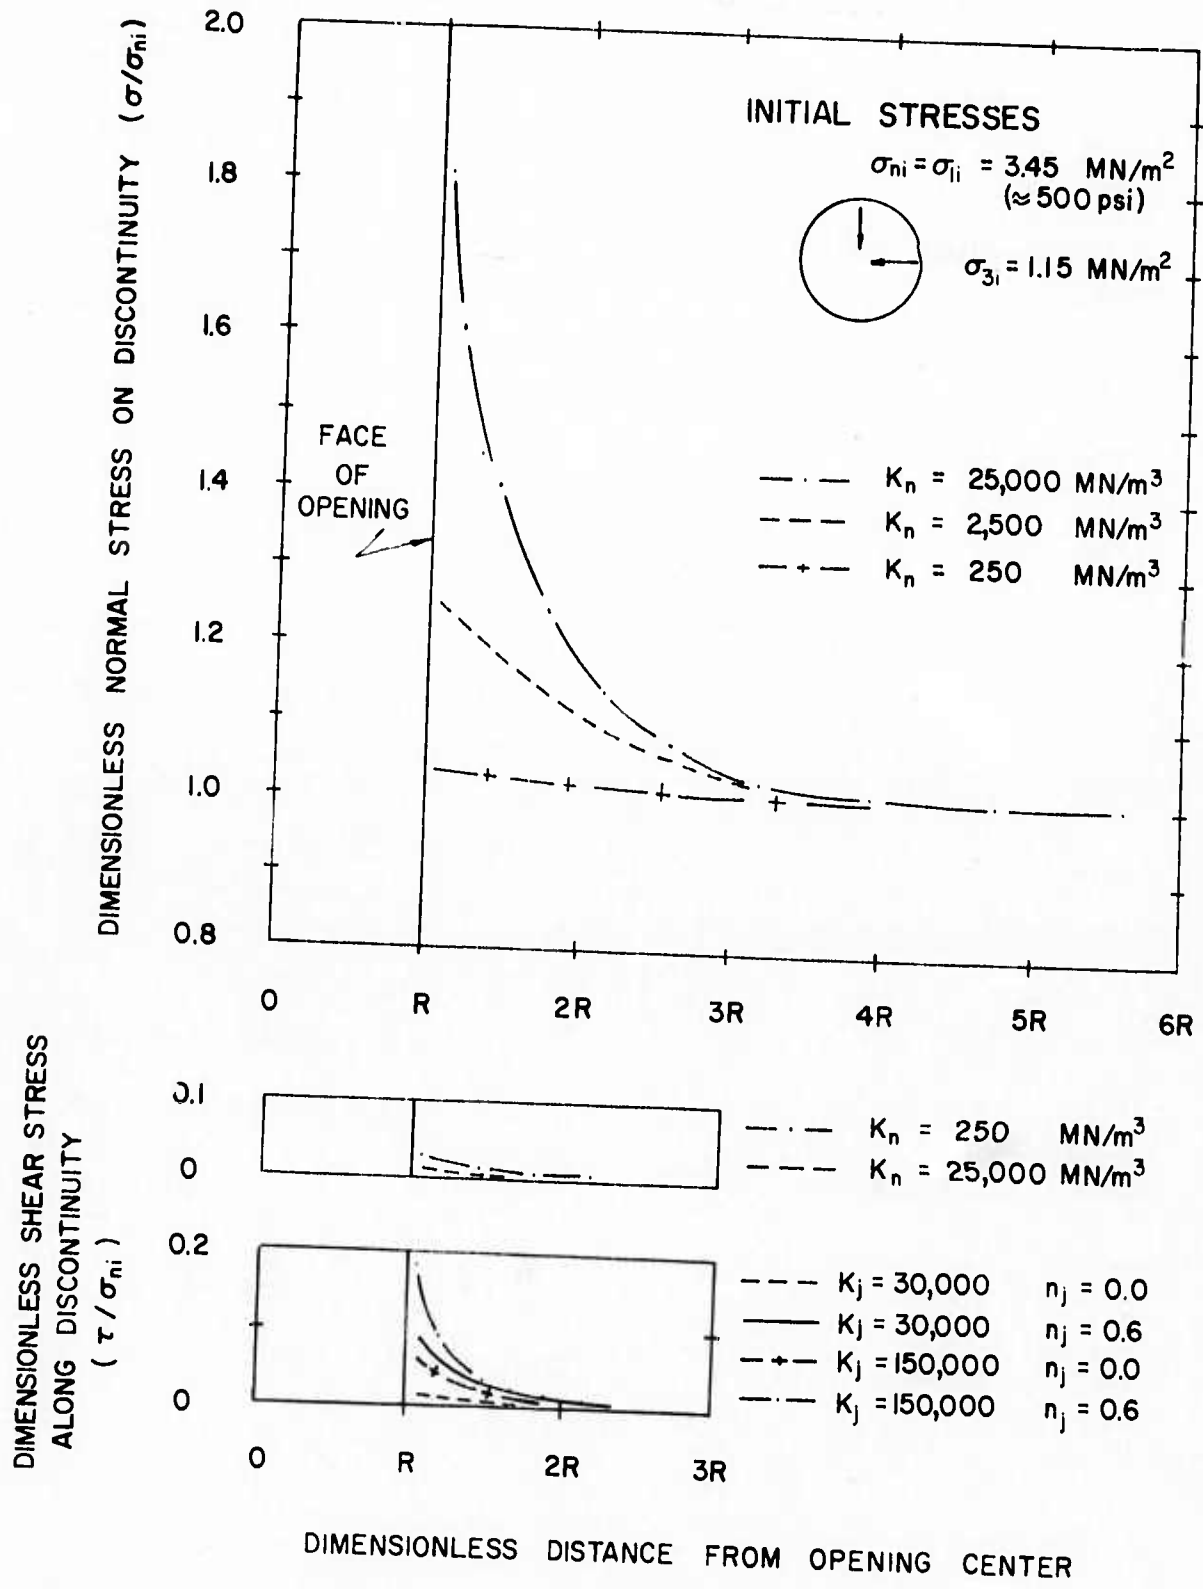 DIMENSIONLESS NORMAL STRESS ON DISCONTINUITY (σ/σni)
2.0
1.8
1.6
1.4
1.2
1.0
0.8
INITIAL STRESSES
σni = σ1i = 3.45 MN/m²
(≈500 psi)
σ3i = 1.15 MN/m²
FACE
OF
OPENING
Kn = 25,000 MN/m³
Kn = 2,500 MN/m³
Kn = 250 MN/m³
0 R 2R 3R 4R 5R 6R
DIMENSIONLESS SHEAR STRESS
ALONG DISCONTINUITY
(τ/σni)
0.1
0
Kn = 250 MN/m³
Kn = 25,000 MN/m³
0.2
0
Kj = 30,000 nj = 0.0
Kj = 30,000 nj = 0.6
Kj = 150,000 nj = 0.0
Kj = 150,000 nj = 0.6
0 R 2R 3R
DIMENSIONLESS DISTANCE FROM OPENING CENTER